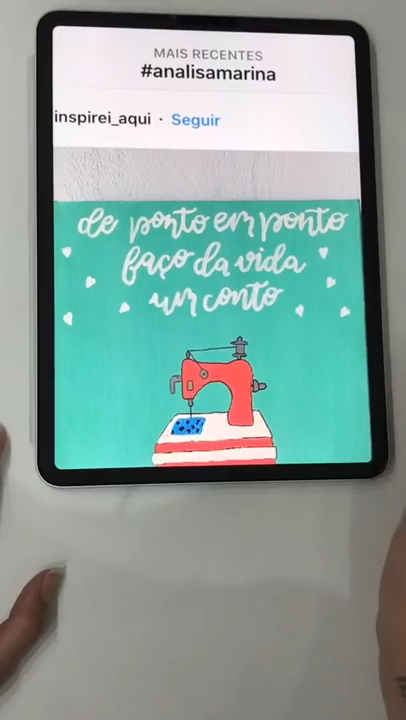 MAIS RECENTES
#analisamarina
inspirei_aqui · Seguir
de ponto em ponto
faço da vida
um conto